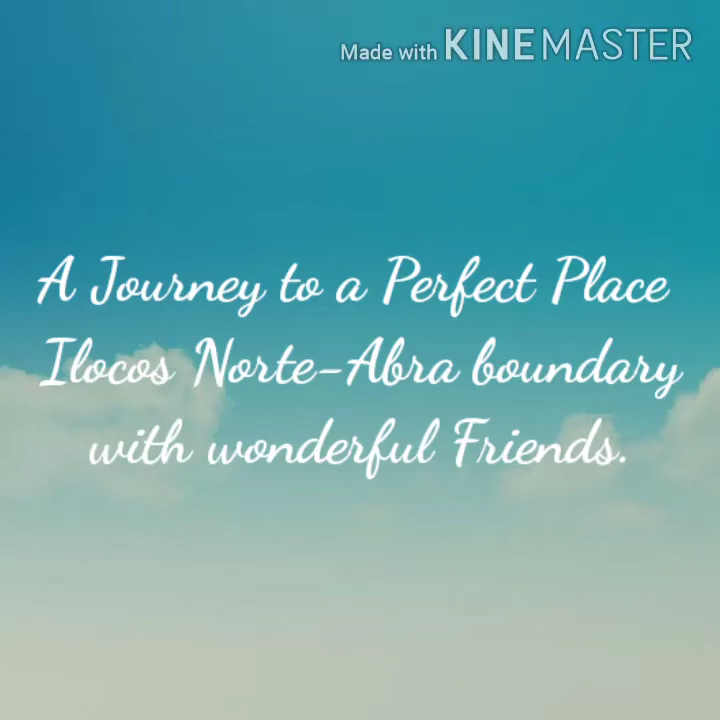 Made with KINEMASTER
A Journey to a Perfect Place
Ilocos Norte-Abra boundary
with wonderful Friends.